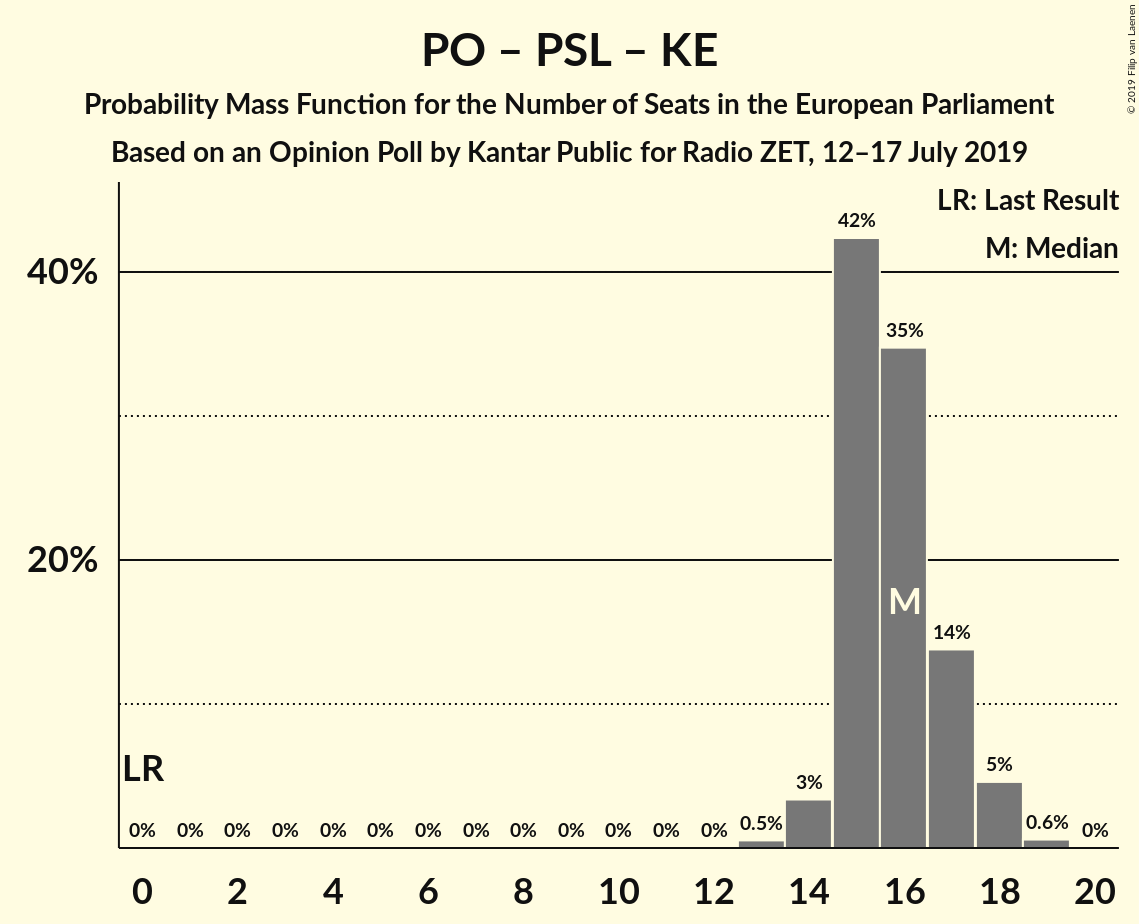 PO – PSL – KE
Probability Mass Function for the Number of Seats in the European Parliament
Based on an Opinion Poll by Kantar Public for Radio ZET, 12–17 July 2019
© 2019 Filip van Laenen
LR: Last Result
M: Median
42%
40%
35%
20%
M
14%
LR
5%
3%
0% 0% 0% 0% 0% 0% 0% 0% 0% 0% 0% 0% 0% 0.5% 0.6% 0%
0 2 4 6 8 10 12 14 16 18 20